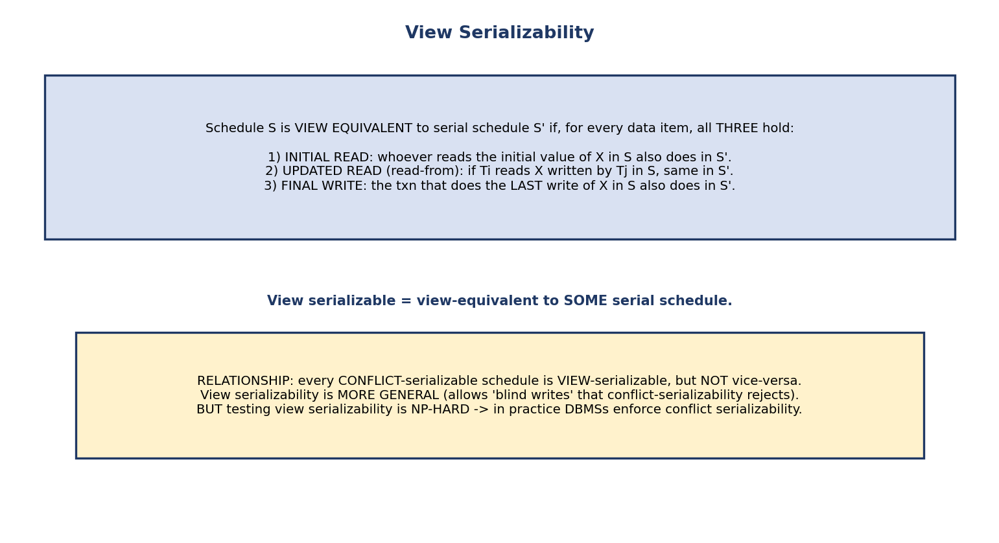 View Serializability
Schedule S is VIEW EQUIVALENT to serial schedule S' if, for every data item, all THREE hold:
1) INITIAL READ: whoever reads the initial value of X in S also does in S'.
2) UPDATED READ (read-from): if Ti reads X written by Tj in S, same in S'.
3) FINAL WRITE: the txn that does the LAST write of X in S also does in S'.
View serializable = view-equivalent to SOME serial schedule.
RELATIONSHIP: every CONFLICT-serializable schedule is VIEW-serializable, but NOT vice-versa.
View serializability is MORE GENERAL (allows 'blind writes' that conflict-serializability rejects).
BUT testing view serializability is NP-HARD -> in practice DBMSs enforce conflict serializability.